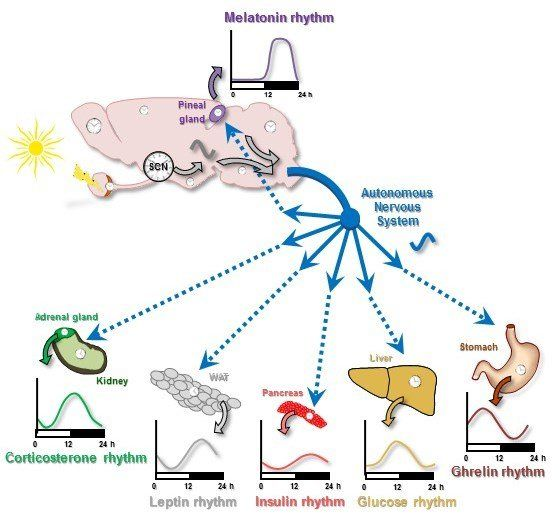 Melatonin rhythm
0 12 24 h
Pineal
gland
SCN
Autonomous
Nervous
System
Adrenal gland
Kidney
0 12 24 h
Corticosterone rhythm
WAT
0 12 24 h
Leptin rhythm
Pancreas
0 12 24 h
Insulin rhythm
Liver
0 12 24 h
Glucose rhythm
Stomach
0 12 24 h
Ghrelin rhythm